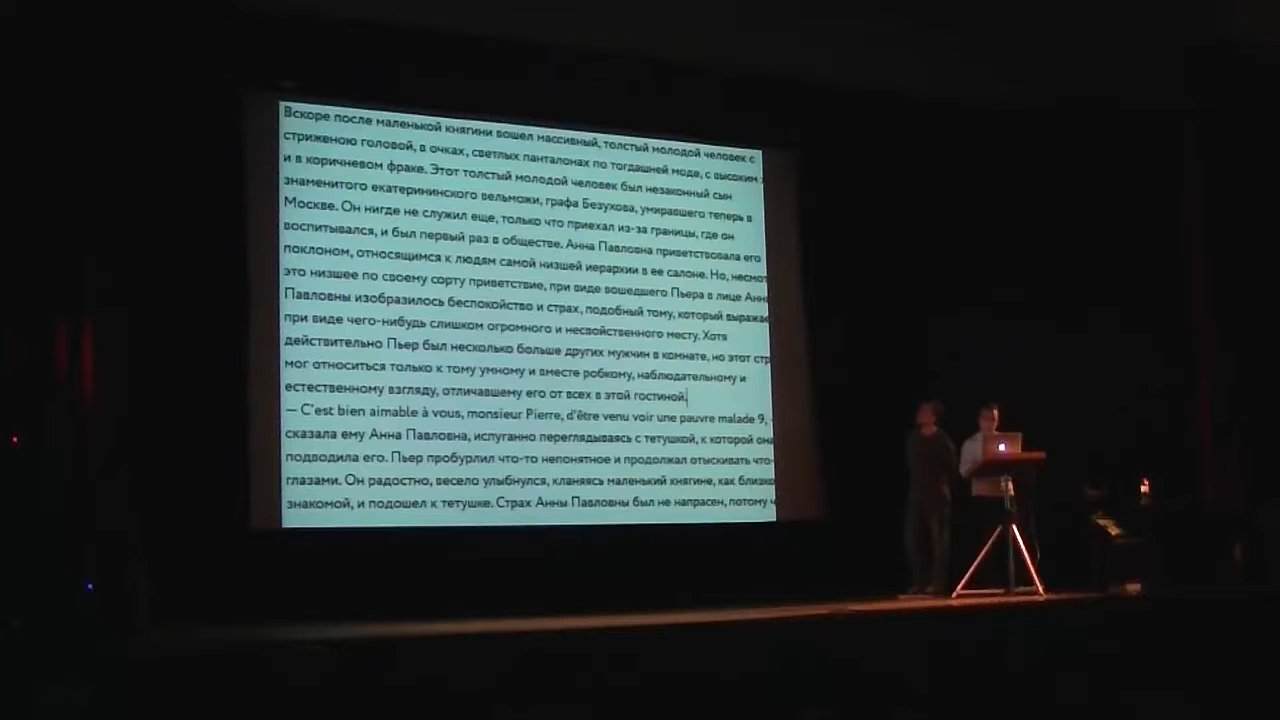 Вскоре после маленькой княгини вошел массивный, толстый молодой человек с
стриженою головой, в очках, светлых панталонах по тогдашней моде, с высоким
и в коричневом фраке. Этот толстый молодой человек был незаконный сын
знаменитого екатерининского вельможи, графа Безухова, умиравшего теперь в
Москве. Он нигде не служил еще, только что приехал из-за границы, где он
воспитывался, и был первый раз в обществе. Анна Павловна приветствовала его
поклоном, относящимся к людям самой низшей иерархии в ее салоне. Но, несмот
это низшее по своему сорту приветствие, при виде вошедшего Пьера в лице Анн
Павловны изобразилось беспокойство и страх, подобный тому, который выражае
при виде чего-нибудь слишком огромного и несвойственного месту. Хотя
действительно Пьер был несколько больше других мужчин в комнате, но этот стр
мог относиться только к тому умному и вместе робкому, наблюдательному и
естественному взгляду, отличавшему его от всех в этой гостиной.
— C'est bien aimable à vous, monsieur Pierre, d'être venu voir une pauvre malade 9, -
сказала ему Анна Павловна, испуганно переглядываясь с тетушкой, к которой она
подводила его. Пьер пробурлил что-то непонятное и продолжал отыскивать что-
глазами. Он радостно, весело улыбнулся, кланяясь маленькой княгине, как близко
знакомой, и подошел к тетушке. Страх Анны Павловны был не напрасен, потому ч